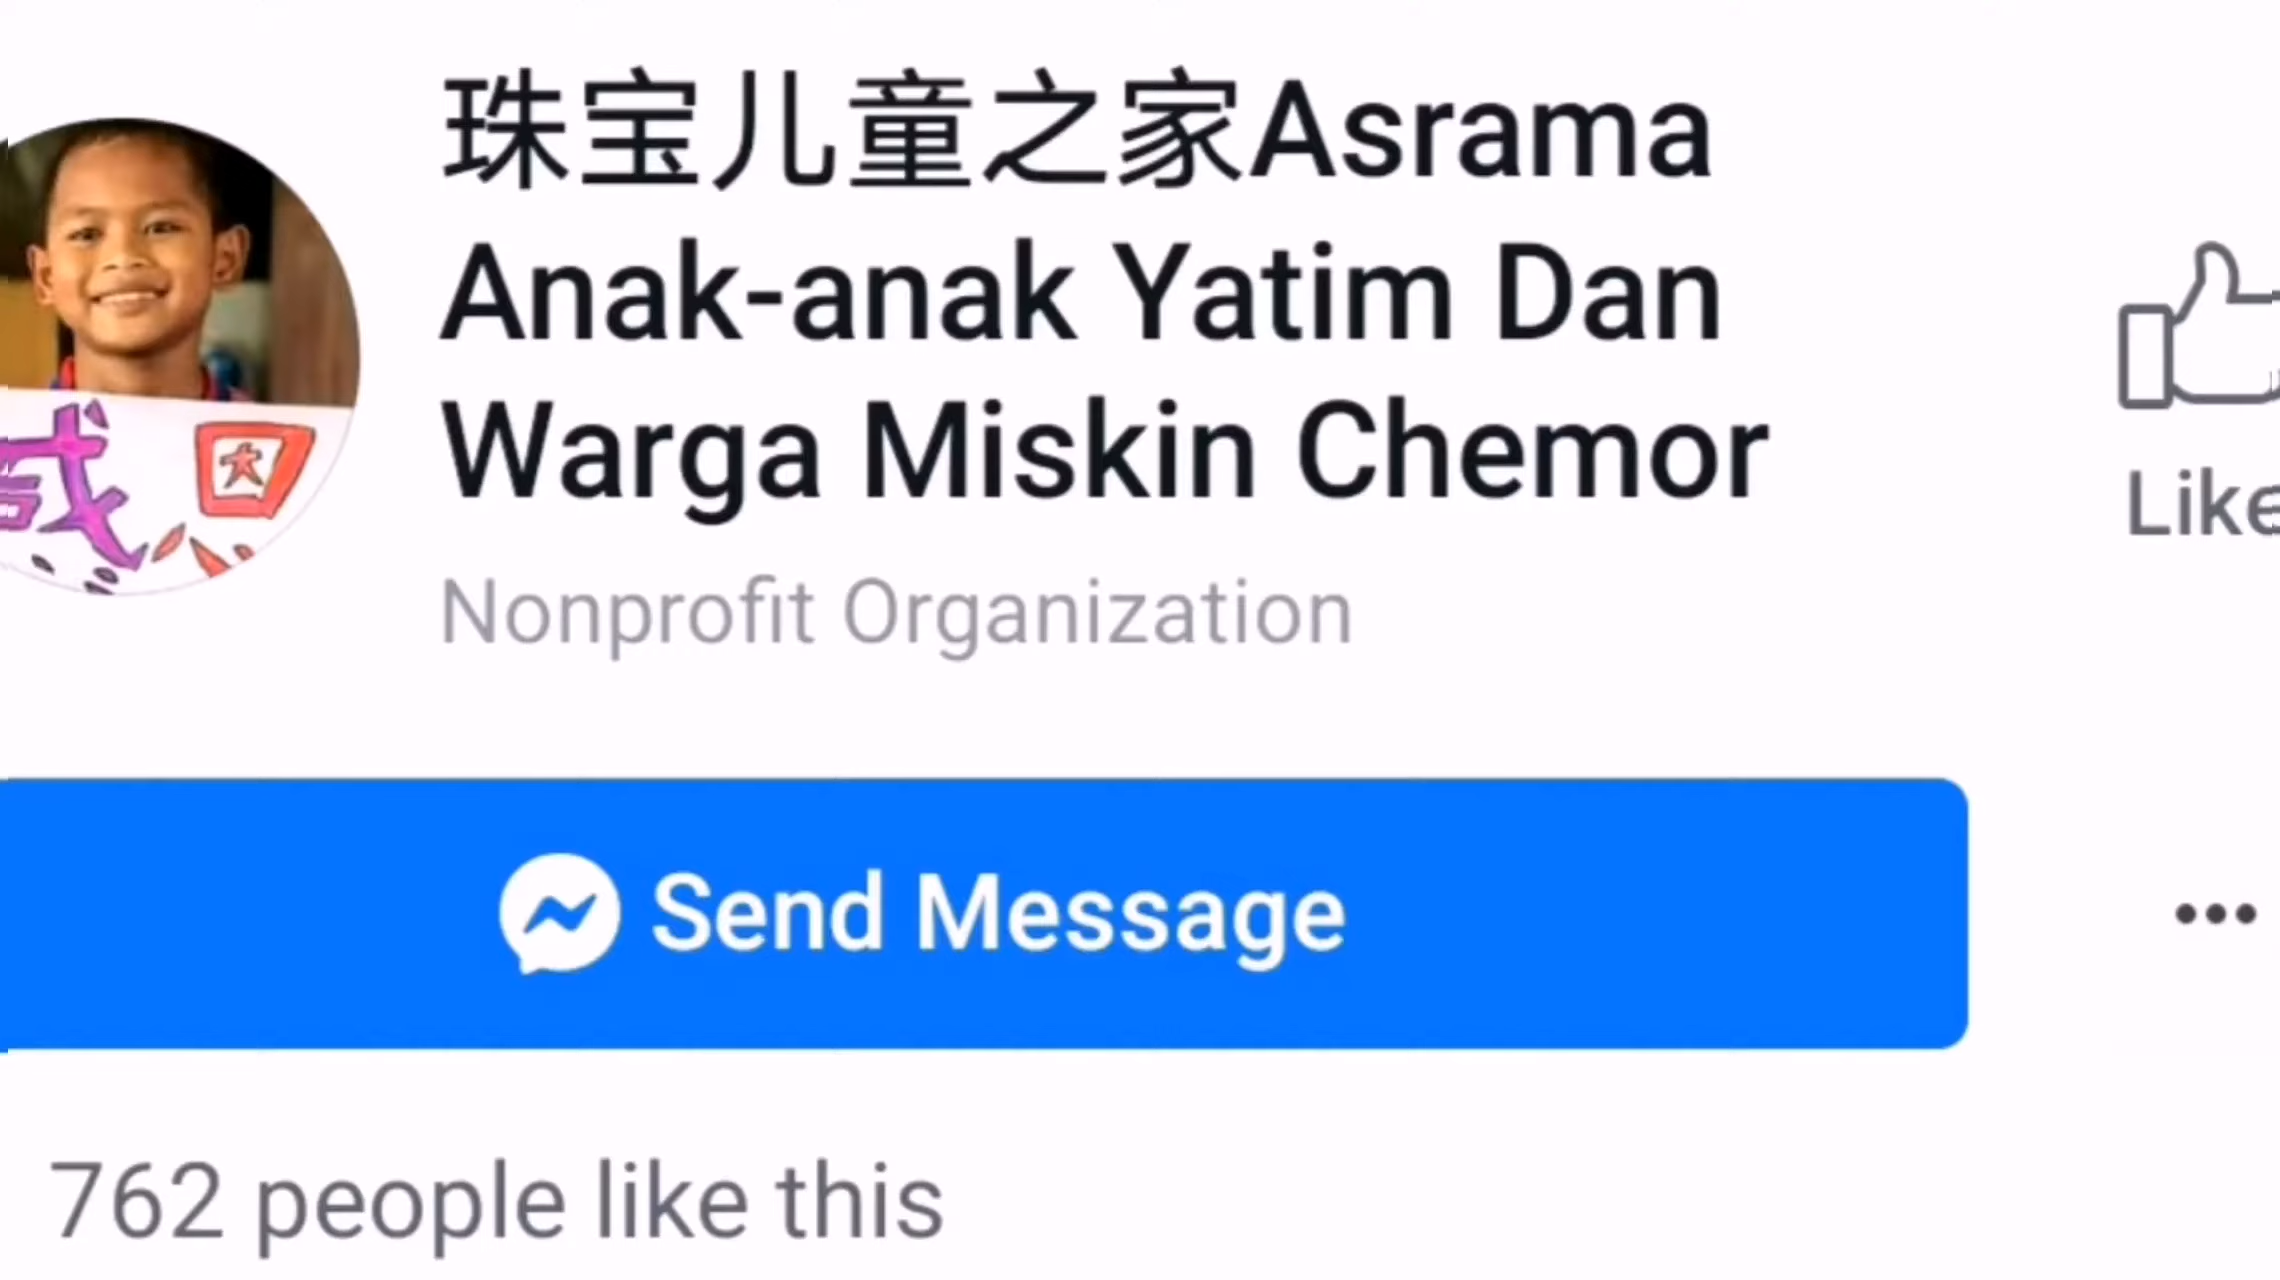 珠宝儿童之家Asrama
Anak-anak Yatim Dan
Warga Miskin Chemor
Nonprofit Organization
Like
Send Message
762 people like this